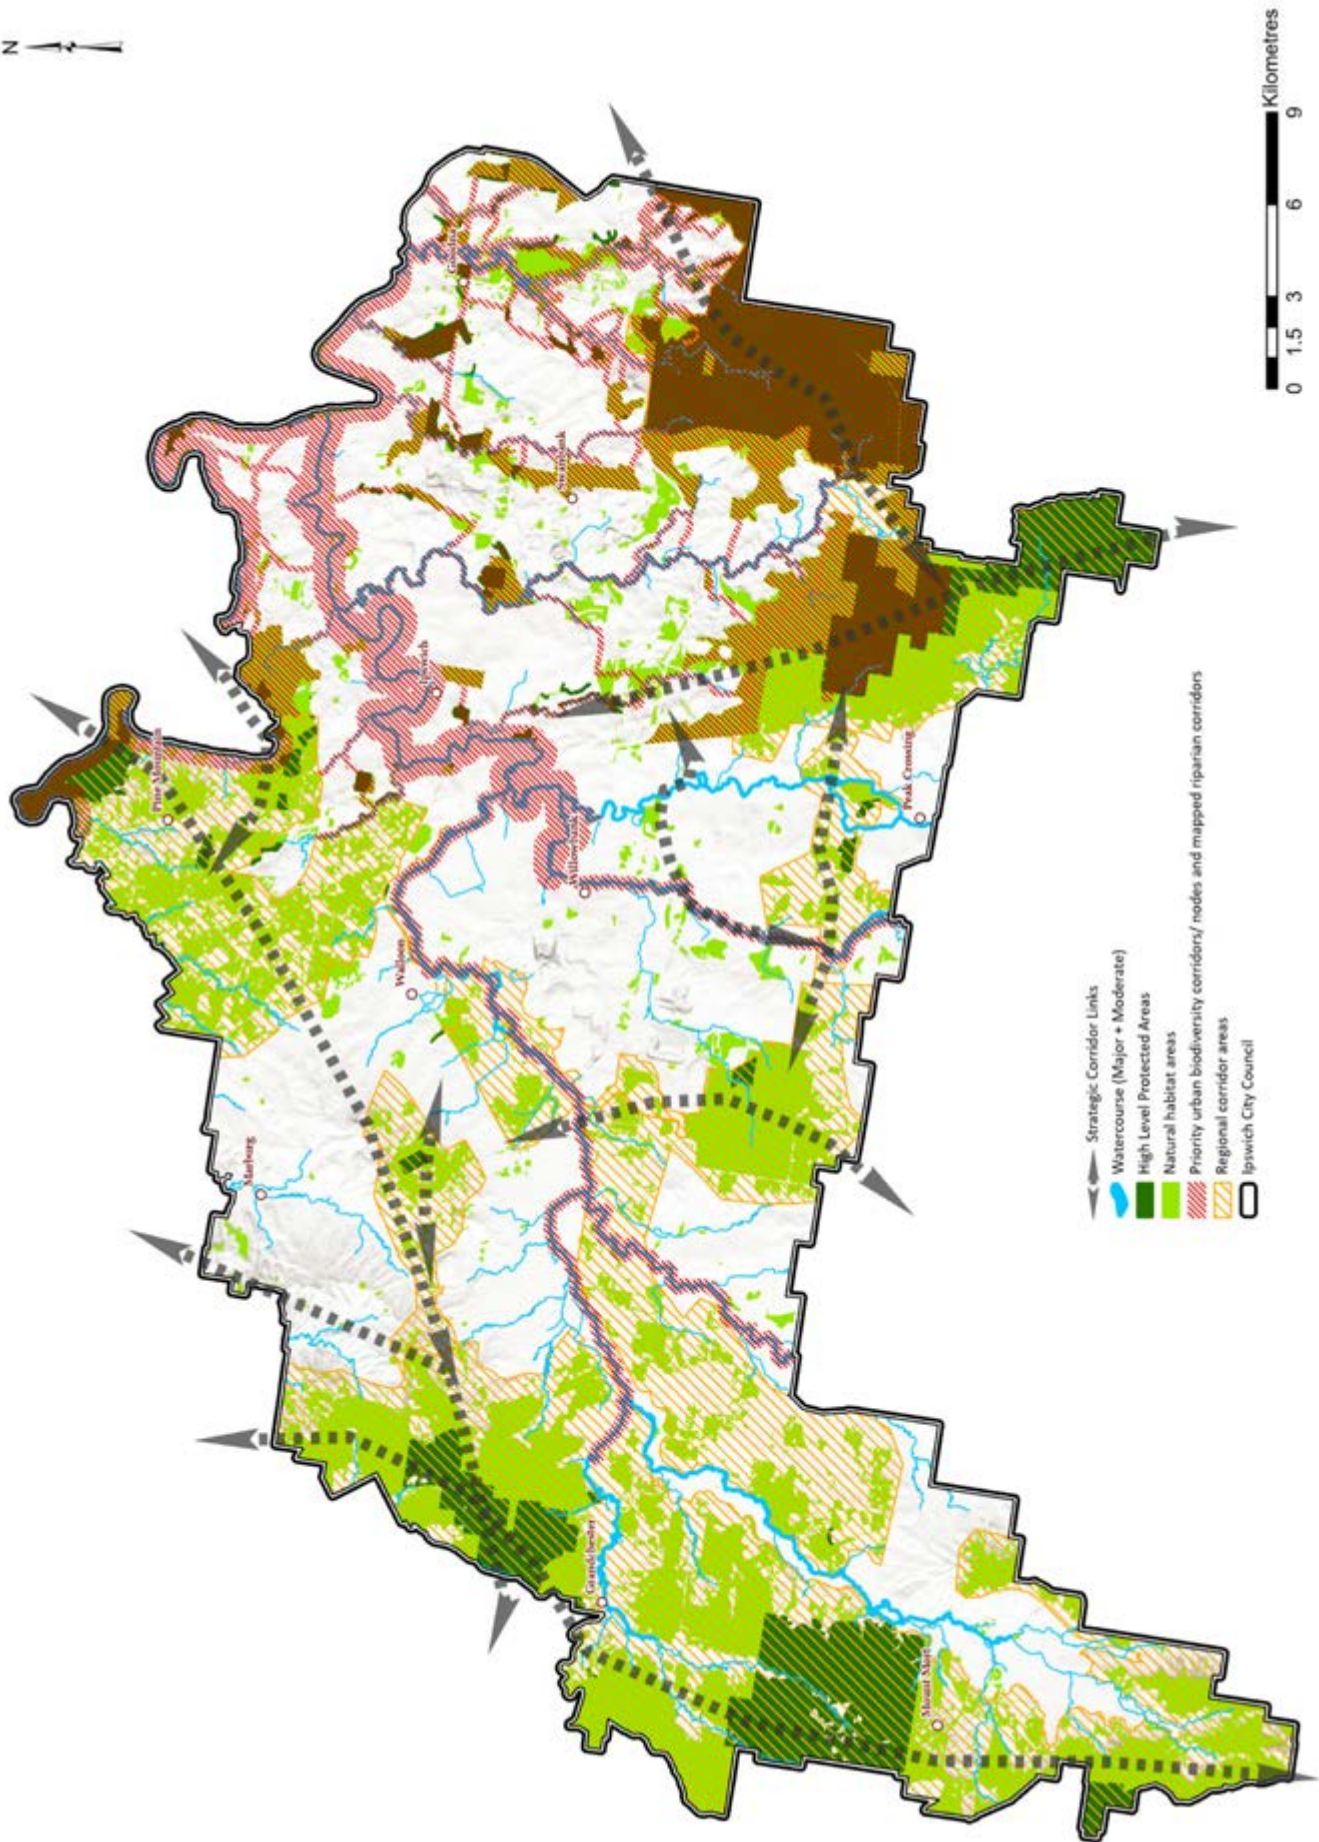 N
Pine Mountain
Marburg
Walloon
Ipswich
Goodna
Swanbank
Willowbank
Grandchester
Peak Crossing
Mount Mort
Strategic Corridor Links
Watercourse (Major + Moderate)
High Level Protected Areas
Natural habitat areas
Priority urban biodiversity corridors/ nodes and mapped riparian corridors
Regional corridor areas
Ipswich City Council
0 1.5 3 6 9
Kilometres